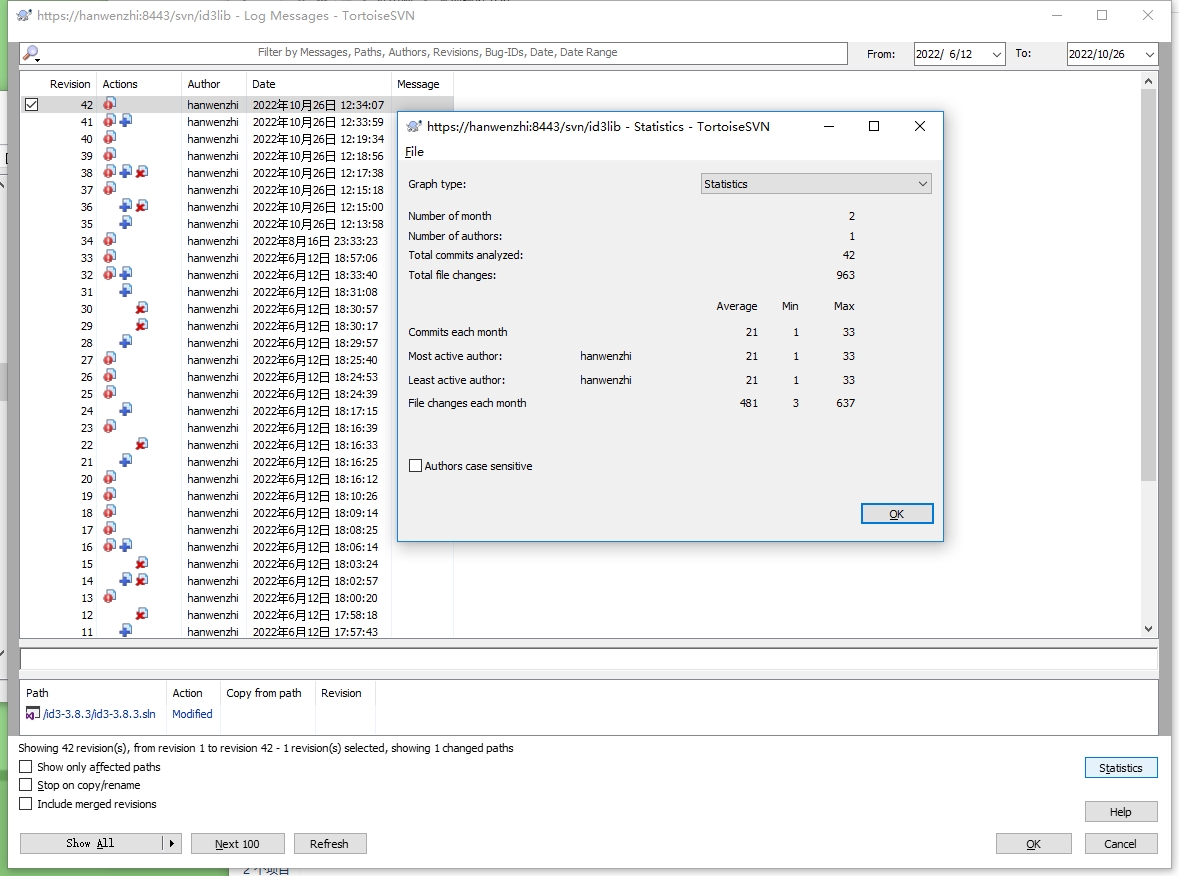 https://hanwenzhi:8443/svn/id3lib - Log Messages - TortoiseSVN
Filter by Messages, Paths, Authors, Revisions, Bug-IDs, Date, Date Range
From: 2022/ 6/12 To: 2022/10/26
Revision Actions Author Date Message
42 hanwenzhi 2022年10月26日 12:34:07
41 hanwenzhi 2022年10月26日 12:33:59
40 hanwenzhi 2022年10月26日 12:19:34
39 hanwenzhi 2022年10月26日 12:18:56
38 hanwenzhi 2022年10月26日 12:17:38
37 hanwenzhi 2022年10月26日 12:15:18
36 hanwenzhi 2022年10月26日 12:15:00
35 hanwenzhi 2022年10月26日 12:13:58
34 hanwenzhi 2022年8月16日 23:33:23
33 hanwenzhi 2022年6月12日 18:57:06
32 hanwenzhi 2022年6月12日 18:33:40
31 hanwenzhi 2022年6月12日 18:31:08
30 hanwenzhi 2022年6月12日 18:30:57
29 hanwenzhi 2022年6月12日 18:30:17
28 hanwenzhi 2022年6月12日 18:29:57
27 hanwenzhi 2022年6月12日 18:25:40
26 hanwenzhi 2022年6月12日 18:24:53
25 hanwenzhi 2022年6月12日 18:24:39
24 hanwenzhi 2022年6月12日 18:17:15
23 hanwenzhi 2022年6月12日 18:16:39
22 hanwenzhi 2022年6月12日 18:16:33
21 hanwenzhi 2022年6月12日 18:16:25
20 hanwenzhi 2022年6月12日 18:16:12
19 hanwenzhi 2022年6月12日 18:10:26
18 hanwenzhi 2022年6月12日 18:09:14
17 hanwenzhi 2022年6月12日 18:08:25
16 hanwenzhi 2022年6月12日 18:06:14
15 hanwenzhi 2022年6月12日 18:03:24
14 hanwenzhi 2022年6月12日 18:02:57
13 hanwenzhi 2022年6月12日 18:00:20
12 hanwenzhi 2022年6月12日 17:58:18
11 hanwenzhi 2022年6月12日 17:57:43
https://hanwenzhi:8443/svn/id3lib - Statistics - TortoiseSVN
File
Graph type: Statistics
Number of month 2
Number of authors: 1
Total commits analyzed: 42
Total file changes: 963
Average Min Max
Commits each month 21 1 33
Most active author: hanwenzhi 21 1 33
Least active author: hanwenzhi 21 1 33
File changes each month 481 3 637
Authors case sensitive
OK
Path Action Copy from path Revision
/id3-3.8.3/id3-3.8.3.sln Modified
Showing 42 revision(s), from revision 1 to revision 42 - 1 revision(s) selected, showing 1 changed paths
Show only affected paths
Statistics
Stop on copy/rename
Include merged revisions
Help
Show All Next 100 Refresh OK Cancel
2 个项目